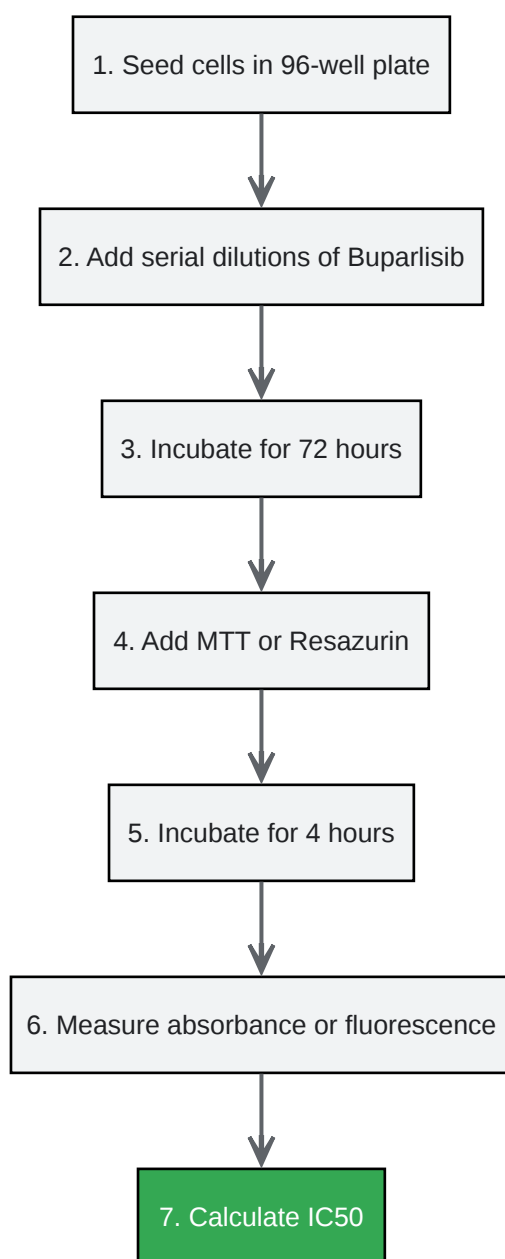 1. Seed cells in 96-well plate
2. Add serial dilutions of Buparlisib
3. Incubate for 72 hours
4. Add MTT or Resazurin
5. Incubate for 4 hours
6. Measure absorbance or fluorescence
7. Calculate IC50